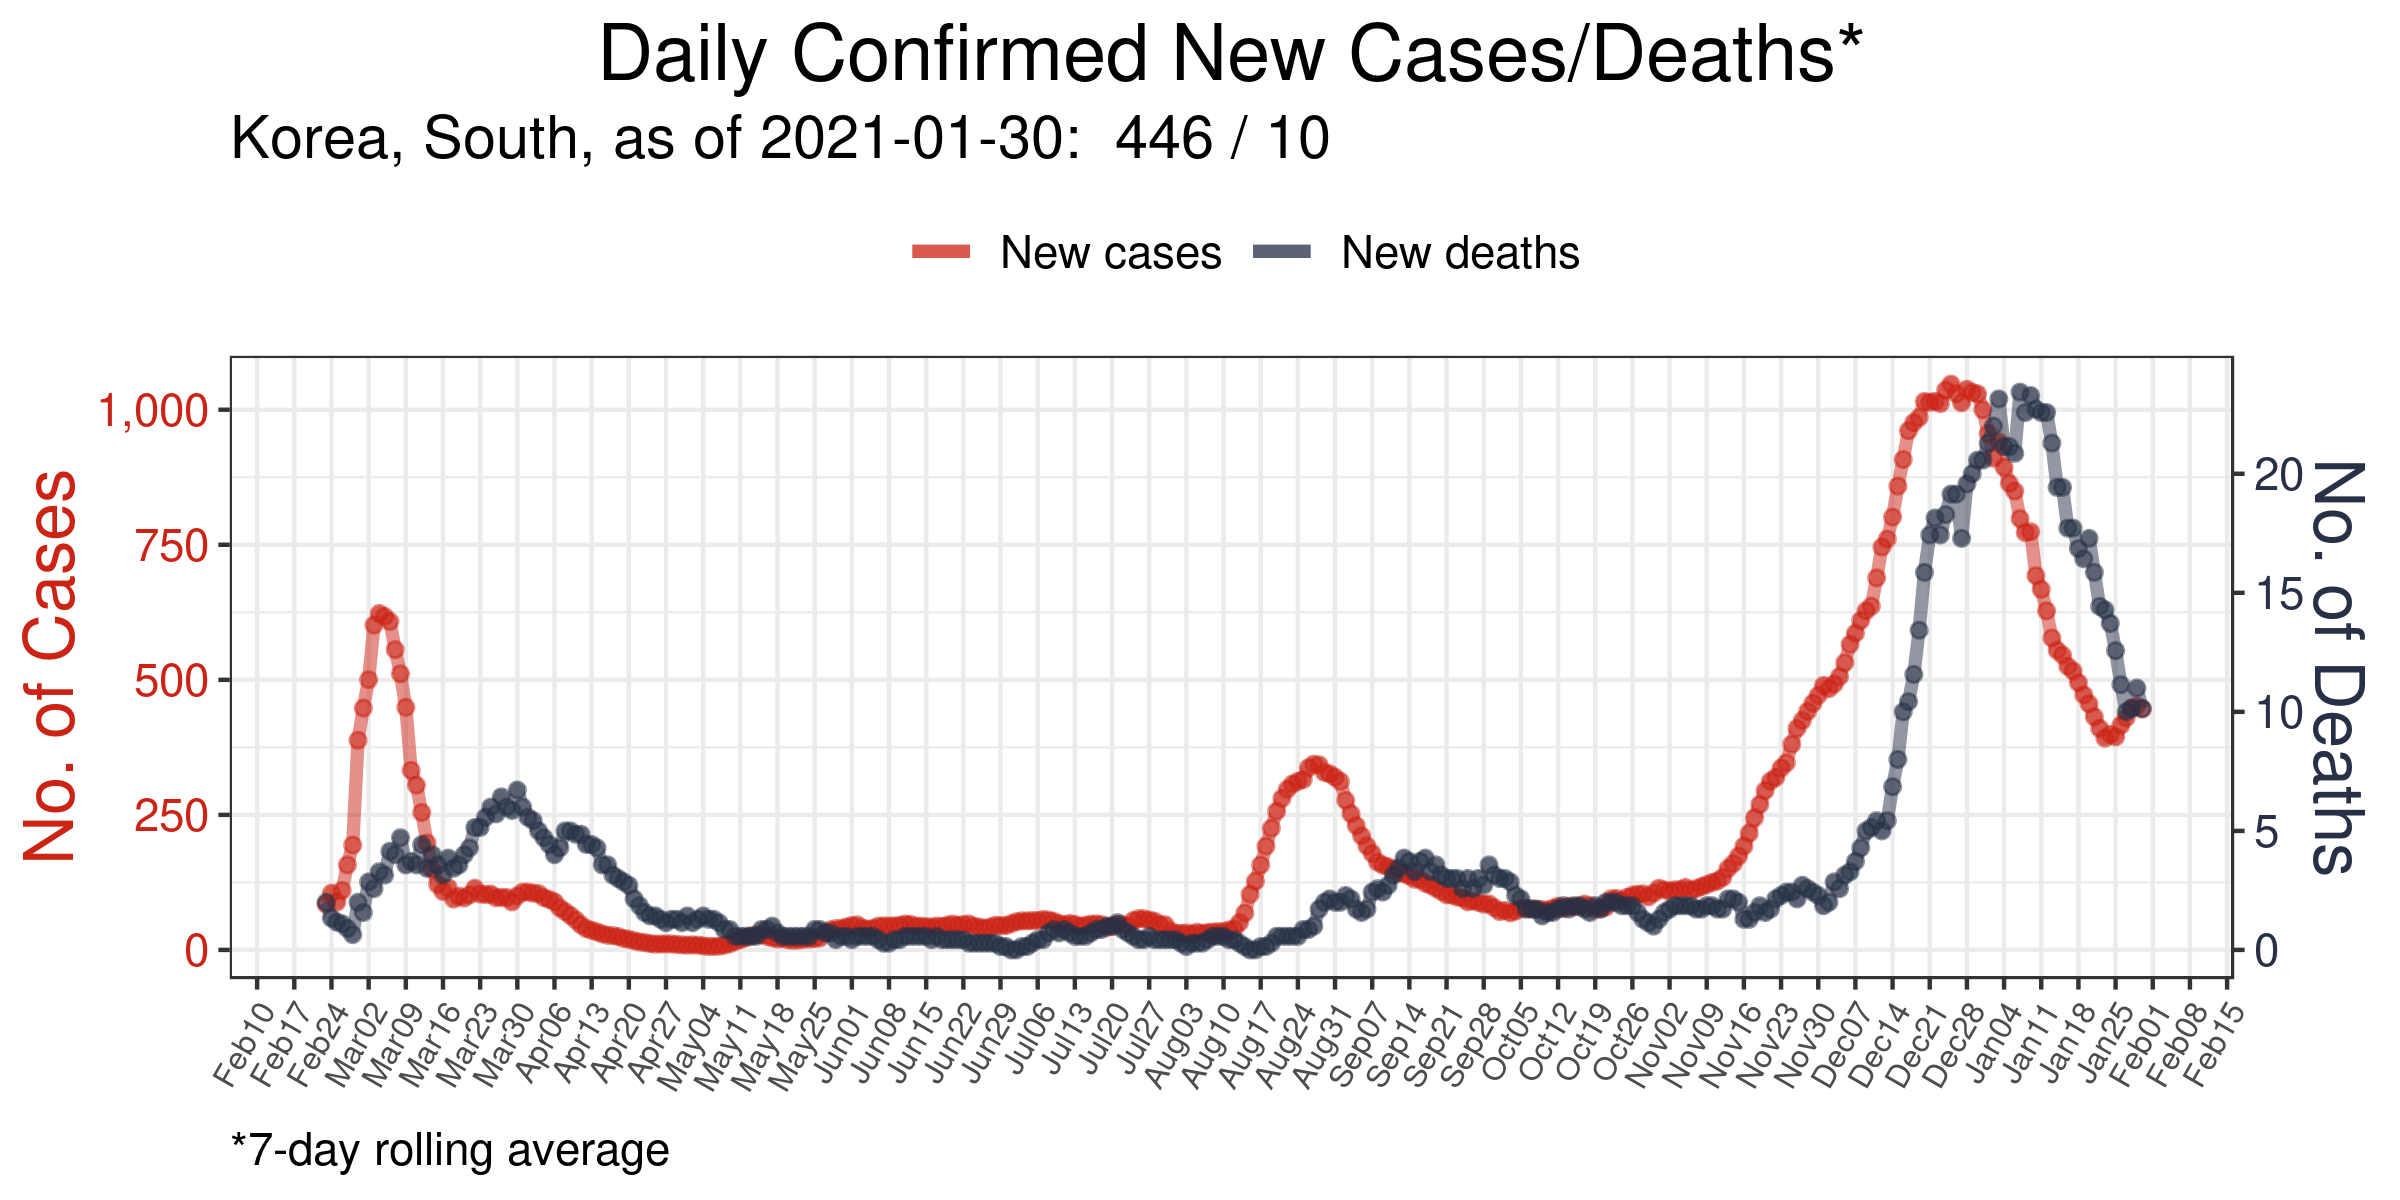 Daily Confirmed New Cases/Deaths*
Korea, South, as of 2021-01-30:  446 / 10
New cases
New deaths
No. of Cases
1,000
750
500
250
0
No. of Deaths
20
15
10
5
0
Feb10
Feb17
Feb24
Mar02
Mar09
Mar16
Mar23
Mar30
Apr06
Apr13
Apr20
Apr27
May04
May11
May18
May25
Jun01
Jun08
Jun15
Jun22
Jun29
Jul06
Jul13
Jul20
Jul27
Aug03
Aug10
Aug17
Aug24
Aug31
Sep07
Sep14
Sep21
Sep28
Oct05
Oct12
Oct19
Oct26
Nov02
Nov09
Nov16
Nov23
Nov30
Dec07
Dec14
Dec21
Dec28
Jan04
Jan11
Jan18
Jan25
Feb01
Feb08
Feb15
*7-day rolling average